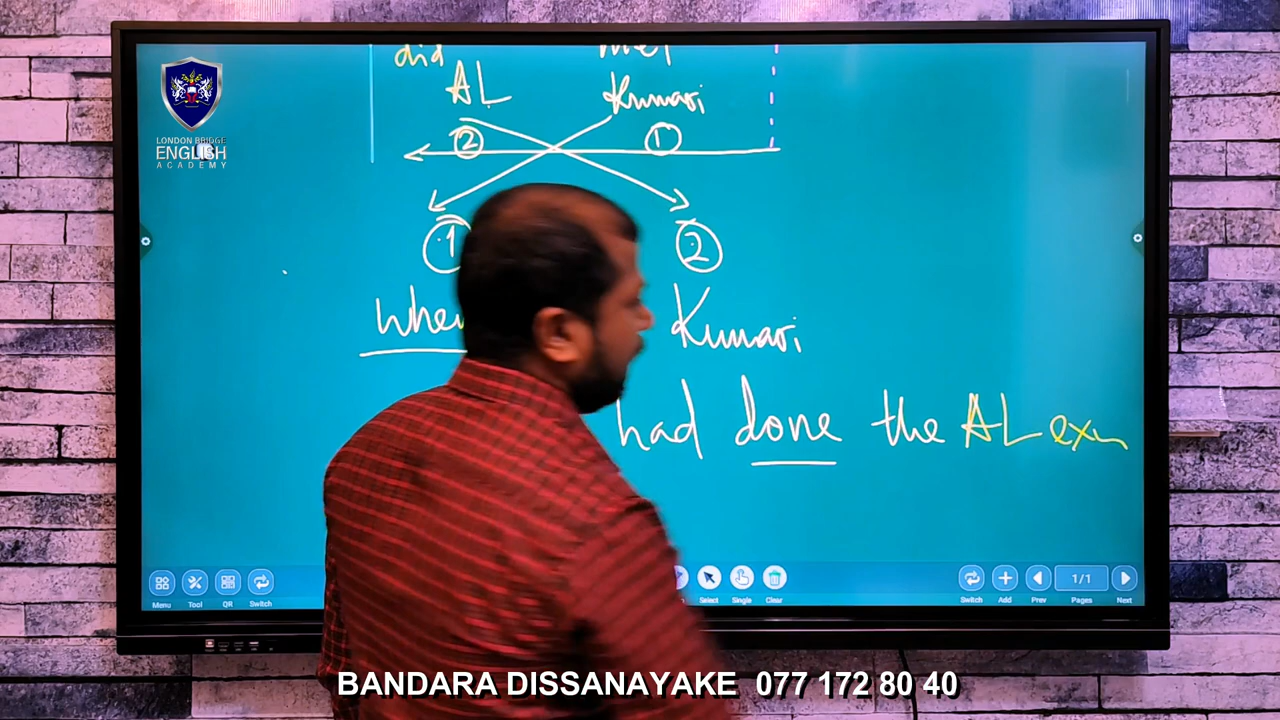 did
AL
Kumari
②
①
①
②
Kumari
had done the AL
LONDON BRIDGE
ENGLISH
ACADEMY
Menu
Tool
QR
Switch
Select
Single
Clear
Switch
Add
Prev
1/1
Pages
Next
BANDARA DISSANAYAKE 077 172 80 40